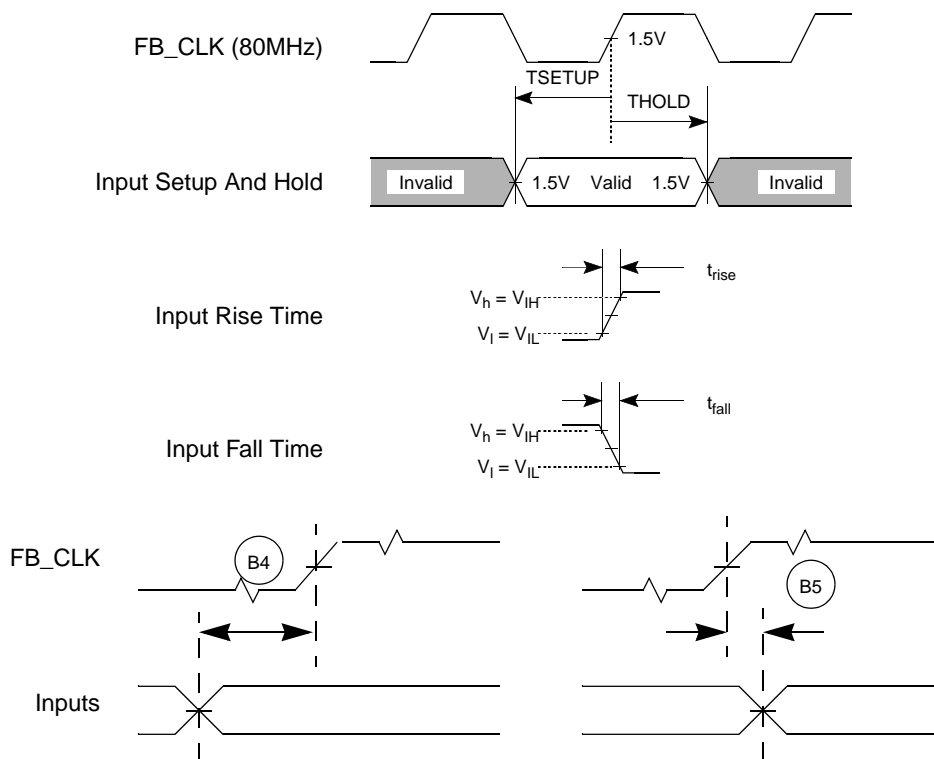 FB_CLK (80MHz)
1.5V
TSETUP
THOLD
Input Setup And Hold
Invalid
1.5V Valid 1.5V
Invalid
trise
Vh = VIH
Input Rise Time
Vl = VIL
tfall
Vh = VIH
Input Fall Time
Vl = VIL
FB_CLK
B4
B5
Inputs